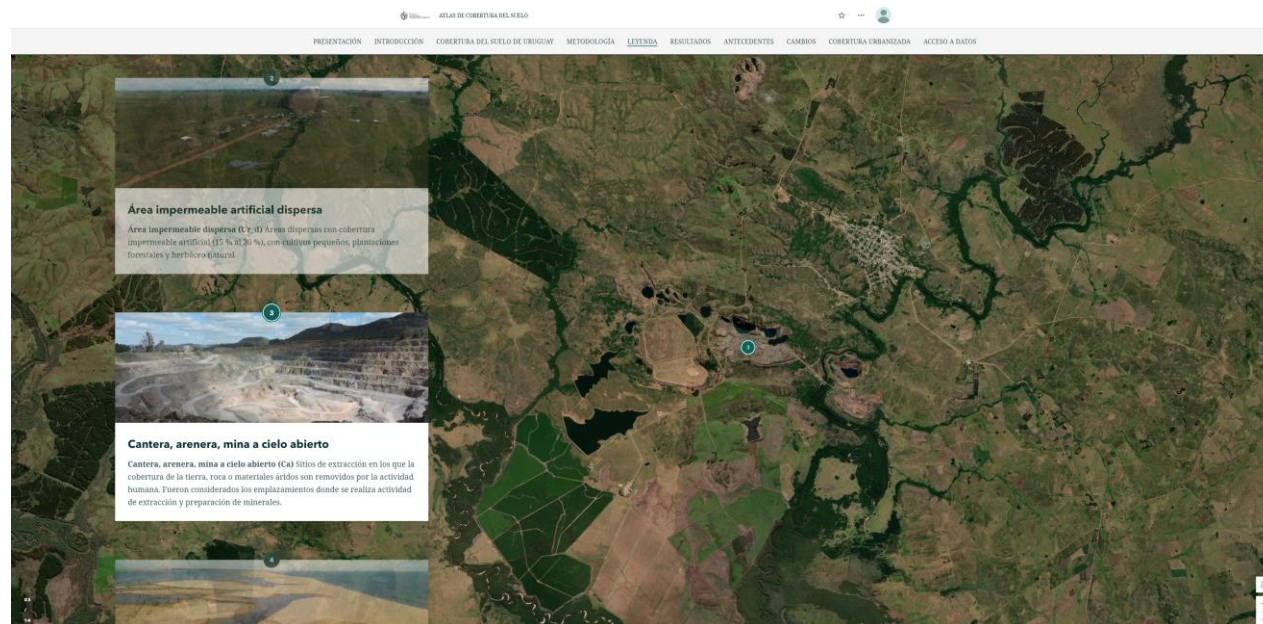 ATLAS DE COBERTURA DEL SUELO
PRESENTACIÓN INTRODUCCIÓN COBERTURA DEL SUELO DE URUGUAY METODOLOGÍA LEYENDA RESULTADOS ANTECEDENTES CAMBIOS COBERTURA URBANIZADA ACCESO A DATOS
2
Área impermeable artificial dispersa
Área impermeable dispersa (Ur_d) Áreas dispersas con cobertura
impermeable artificial (15 % al 30 %), con cultivos pequeños, plantaciones
forestales y herbáceo natural.
3
Cantera, arenera, mina a cielo abierto
Cantera, arenera, mina a cielo abierto (Ca) Sitios de extracción en los que la
cobertura de la tierra, roca o materiales áridos son removidos por la actividad
humana. Fueron considerados los emplazamientos donde se realiza actividad
de extracción y preparación de minerales.
4